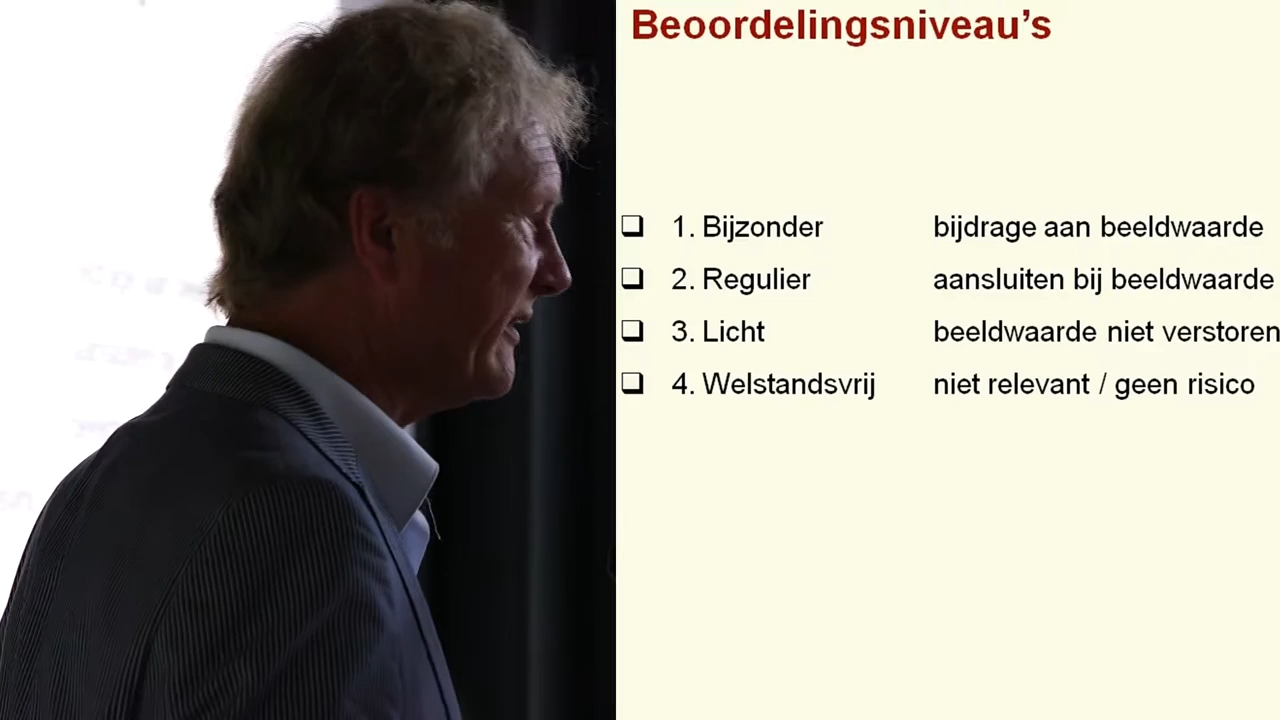 Beoordelingsniveau's
1. Bijzonder bijdrage aan beeldwaarde
2. Regulier aansluiten bij beeldwaarde
3. Licht beeldwaarde niet verstoren
4. Welstandsvrij niet relevant / geen risico